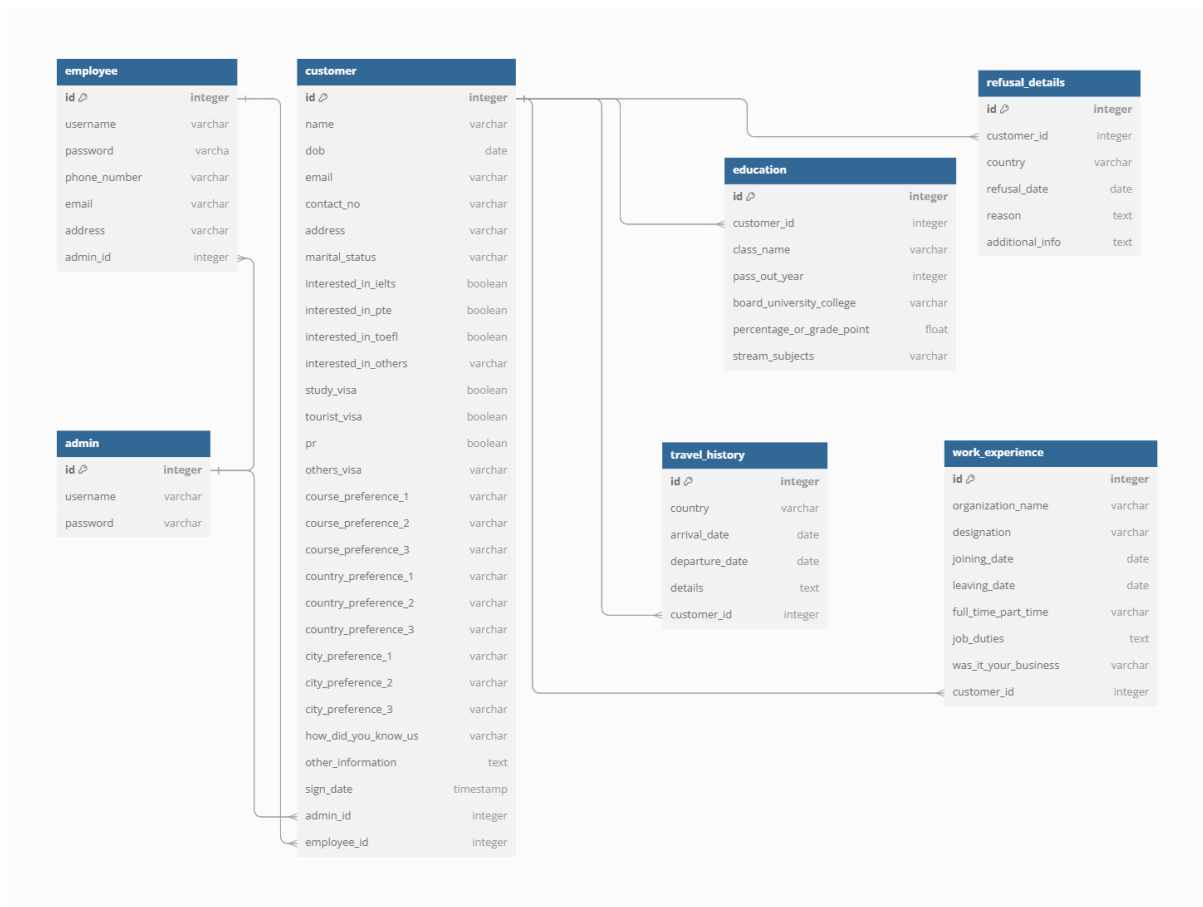 employee
id integer
username varchar
password varcha
phone_number varchar
email varchar
address varchar
admin_id integer
admin
id integer
username varchar
password varchar
customer
id integer
name varchar
dob date
email varchar
contact_no varchar
address varchar
marital_status varchar
interested_in_ielts boolean
interested_in_pte boolean
interested_in_toefl boolean
interested_in_others varchar
study_visa boolean
tourist_visa boolean
pr boolean
others_visa varchar
course_preference_1 varchar
course_preference_2 varchar
course_preference_3 varchar
country_preference_1 varchar
country_preference_2 varchar
country_preference_3 varchar
city_preference_1 varchar
city_preference_2 varchar
city_preference_3 varchar
how_did_you_know_us varchar
other_information text
sign_date timestamp
admin_id integer
employee_id integer
refusal_details
id integer
customer_id integer
country varchar
refusal_date date
reason text
additional_info text
education
id integer
customer_id integer
class_name varchar
pass_out_year integer
board_university_college varchar
percentage_or_grade_point float
stream_subjects varchar
travel_history
id integer
country varchar
arrival_date date
departure_date date
details text
customer_id integer
work_experience
id integer
organization_name varchar
designation varchar
joining_date date
leaving_date date
full_time_part_time varchar
job_duties text
was_it_your_business varchar
customer_id integer